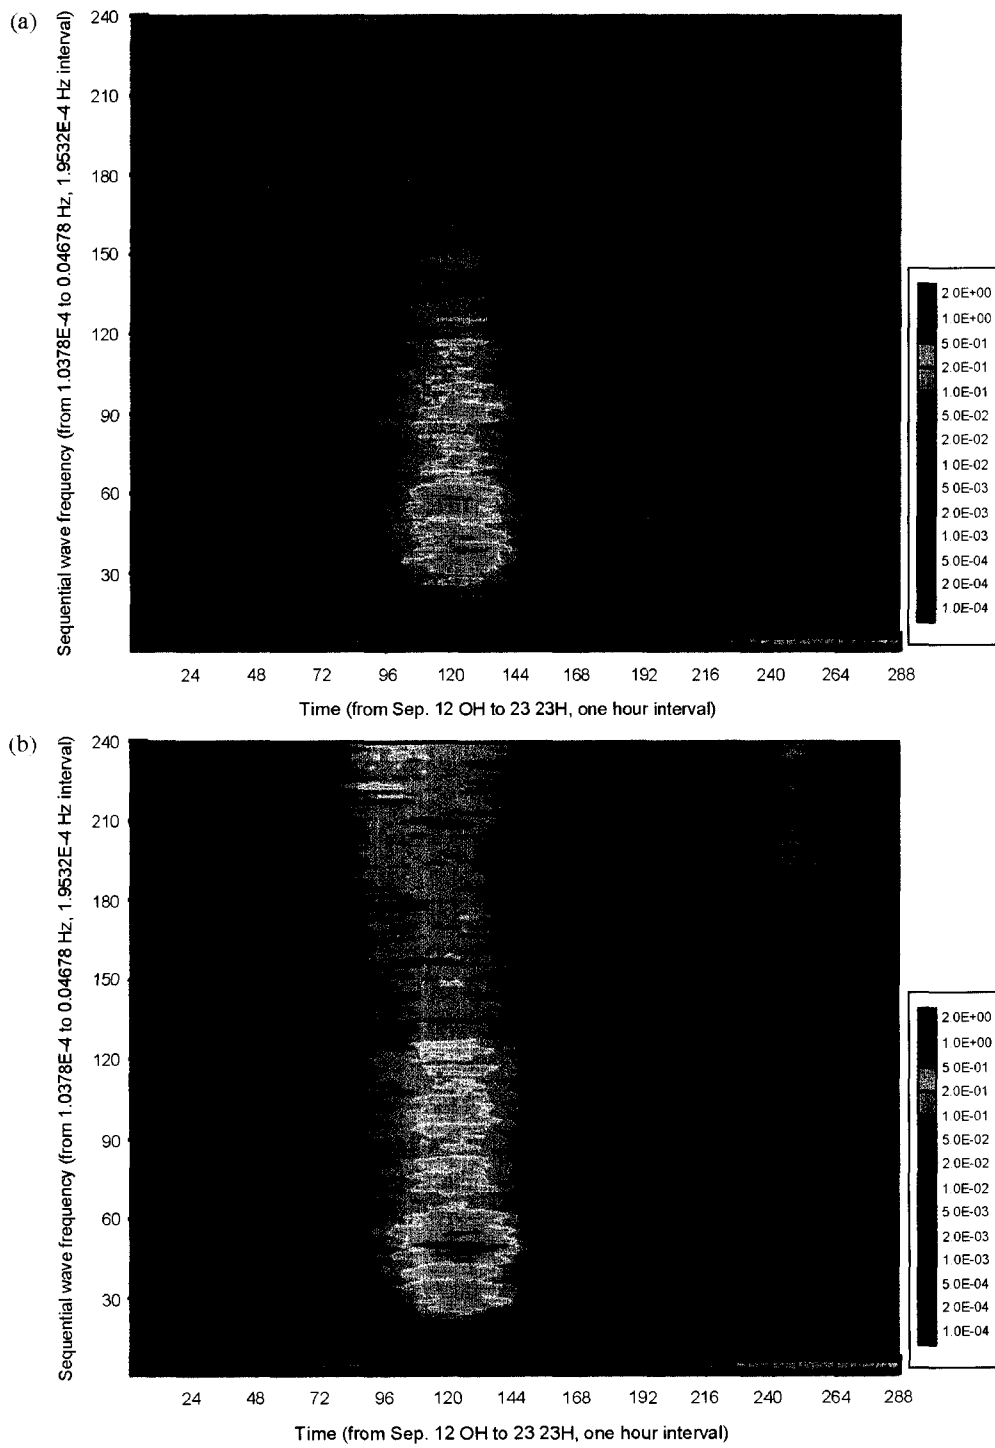 (a)
Sequential wave frequency (from 1.0378E-4 to 0.04678 Hz, 1.9532E-4 Hz interval)
240
210
180
150
120
90
60
30
24 48 72 96 120 144 168 192 216 240 264 288
Time (from Sep. 12 OH to 23 23H, one hour interval)
2 0E+00
1 0E+00
5 0E-01
2 0E-01
1 0E-01
5 0E-02
2 0E-02
1 0E-02
5 0E-03
2 0E-03
1 0E-03
5 0E-04
2 0E-04
1 0E-04
(b)
Sequential wave frequency (from 1.0378E-4 to 0.04678 Hz, 1.9532E-4 Hz interval)
240
210
180
150
120
90
60
30
24 48 72 96 120 144 168 192 216 240 264 288
Time (from Sep. 12 OH to 23 23H, one hour interval)
2 0E+00
1 0E+00
5 0E-01
2 0E-01
1 0E-01
5 0E-02
2 0E-02
1 0E-02
5 0E-03
2 0E-03
1 0E-03
5 0E-04
2 0E-04
1 0E-04